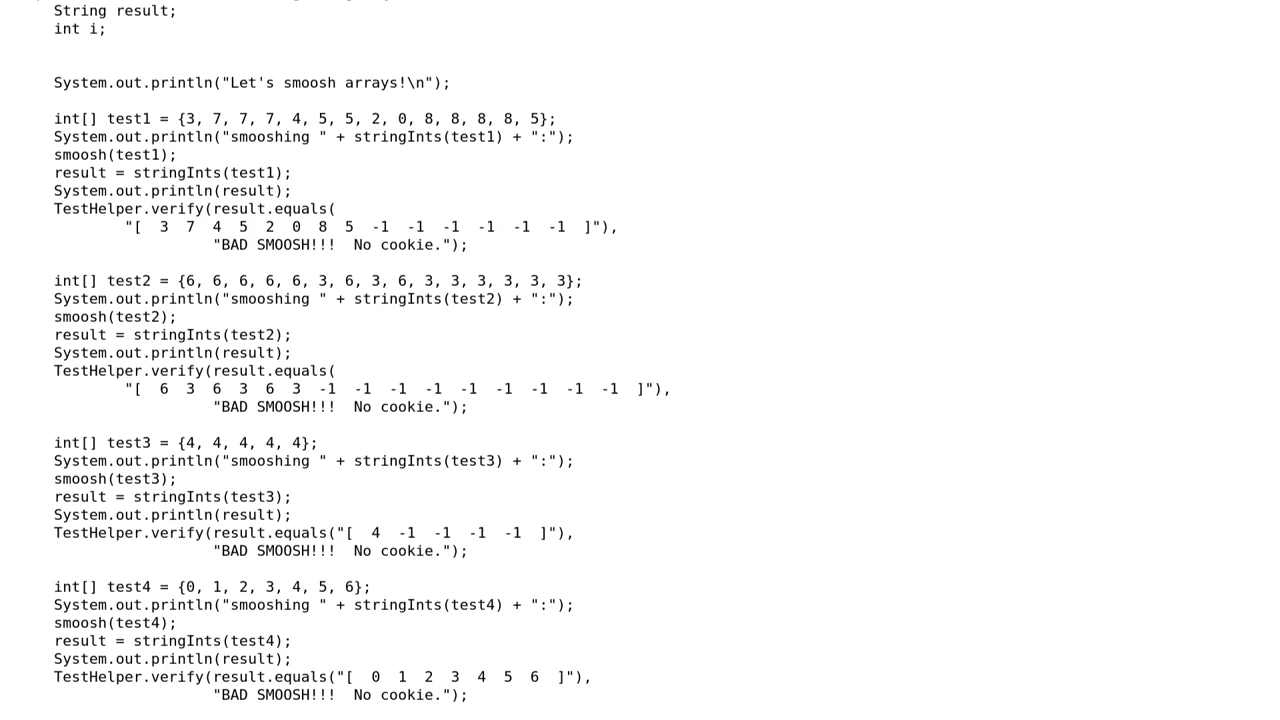 String result;
int i;
System.out.println("Let's smoosh arrays!\n");
int[] test1 = {3, 7, 7, 7, 4, 5, 5, 2, 0, 8, 8, 8, 8, 5};
System.out.println("smooshing " + stringInts(test1) + ":");
smoosh(test1);
result = stringInts(test1);
System.out.println(result);
TestHelper.verify(result.equals(
"[  3  7  4  5  2  0  8  5  -1  -1  -1  -1  -1  -1  ]"),
"BAD SMOOSH!!!  No cookie.");
int[] test2 = {6, 6, 6, 6, 6, 3, 6, 3, 6, 3, 3, 3, 3, 3, 3};
System.out.println("smooshing " + stringInts(test2) + ":");
smoosh(test2);
result = stringInts(test2);
System.out.println(result);
TestHelper.verify(result.equals(
"[  6  3  6  3  6  3  -1  -1  -1  -1  -1  -1  -1  -1  -1  ]"),
"BAD SMOOSH!!!  No cookie.");
int[] test3 = {4, 4, 4, 4, 4};
System.out.println("smooshing " + stringInts(test3) + ":");
smoosh(test3);
result = stringInts(test3);
System.out.println(result);
TestHelper.verify(result.equals("[  4  -1  -1  -1  -1  ]"),
"BAD SMOOSH!!!  No cookie.");
int[] test4 = {0, 1, 2, 3, 4, 5, 6};
System.out.println("smooshing " + stringInts(test4) + ":");
smoosh(test4);
result = stringInts(test4);
System.out.println(result);
TestHelper.verify(result.equals("[  0  1  2  3  4  5  6  ]"),
"BAD SMOOSH!!!  No cookie.");